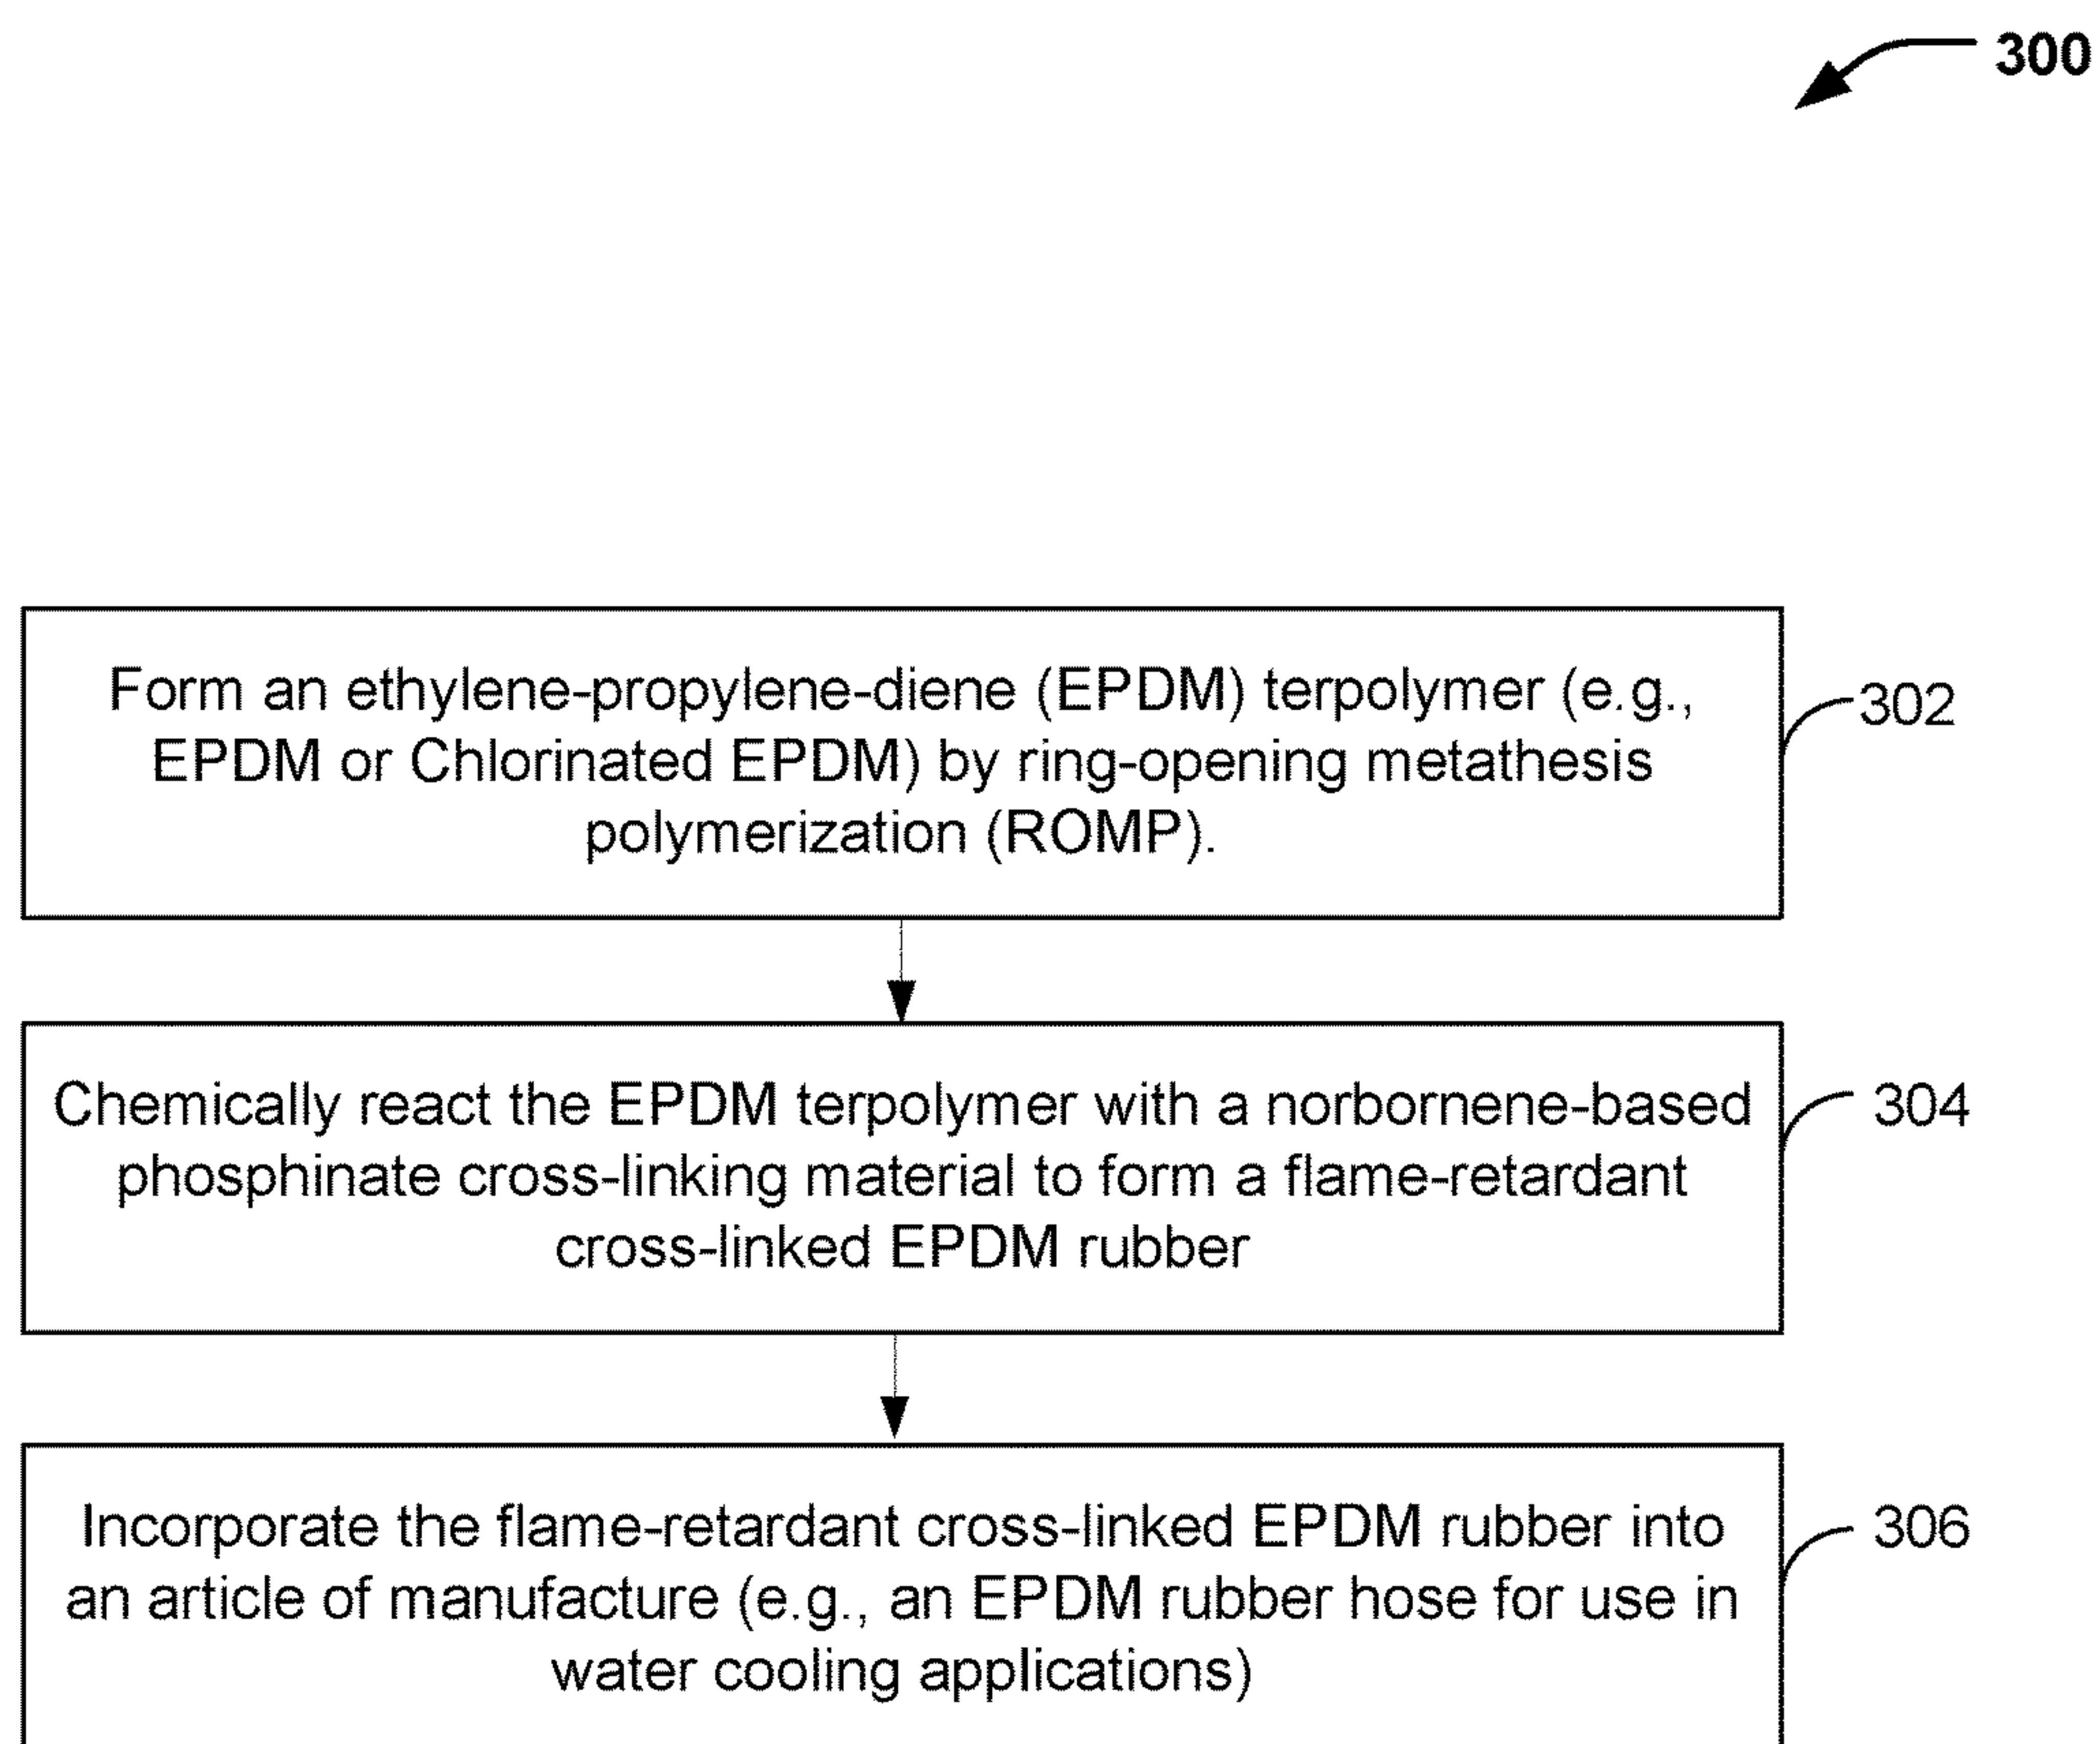 300
Form an ethylene-propylene-diene (EPDM) terpolymer (e.g.,
EPDM or Chlorinated EPDM) by ring-opening metathesis
polymerization (ROMP).
302
Chemically react the EPDM terpolymer with a norbornene-based
phosphinate cross-linking material to form a flame-retardant
cross-linked EPDM rubber
304
Incorporate the flame-retardant cross-linked EPDM rubber into
an article of manufacture (e.g., an EPDM rubber hose for use in
water cooling applications)
306